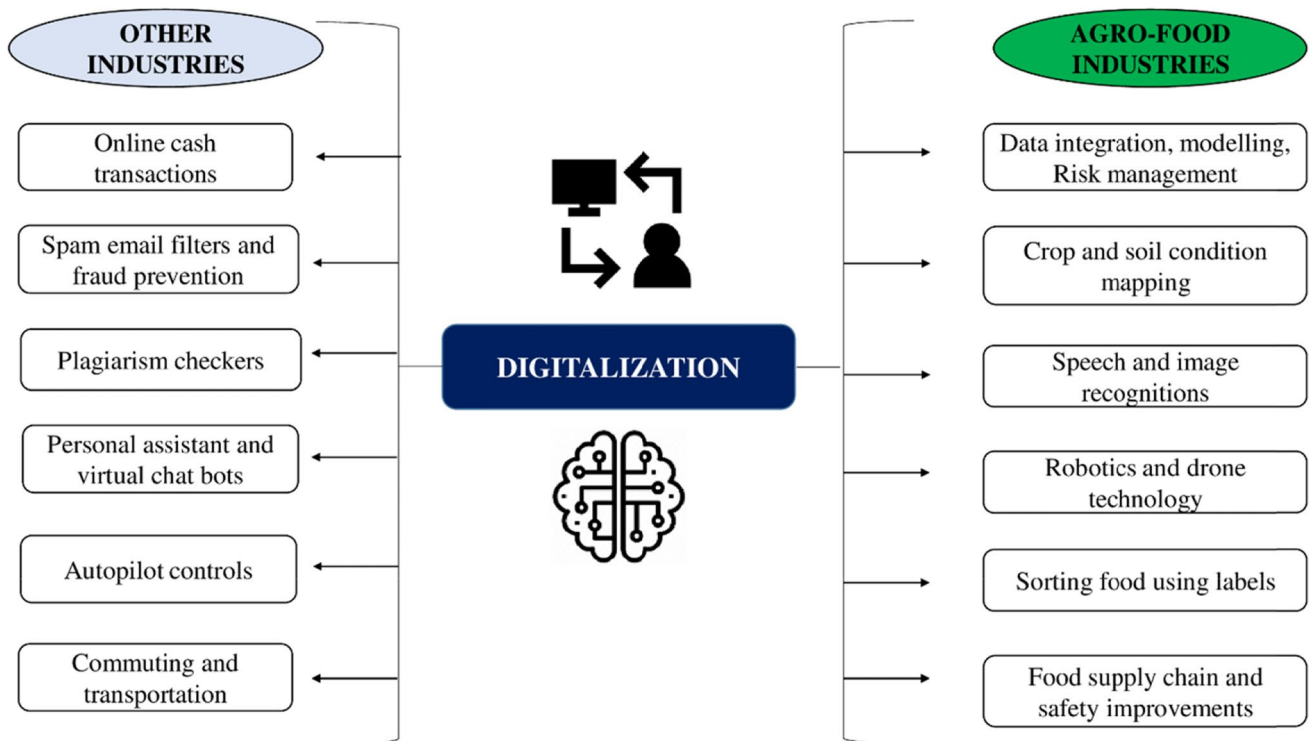 OTHER
INDUSTRIES
Online cash
transactions
Spam email filters and
fraud prevention
Plagiarism checkers
Personal assistant and
virtual chat bots
Autopilot controls
Commuting and
transportation
DIGITALIZATION
AGRO-FOOD
INDUSTRIES
Data integration, modelling,
Risk management
Crop and soil condition
mapping
Speech and image
recognitions
Robotics and drone
technology
Sorting food using labels
Food supply chain and
safety improvements